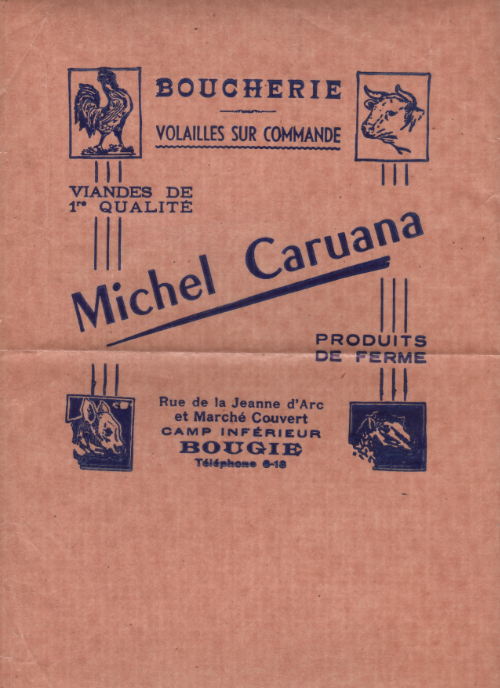 BOUCHERIE
VOLAILLES SUR COMMANDE
VIANDES DE
1re QUALITÉ
Michel Caruana
PRODUITS
DE FERME
Rue de la Jeanne d'Arc
et Marché Couvert
CAMP INFÉRIEUR
BOUGIE
Téléphone 6-18